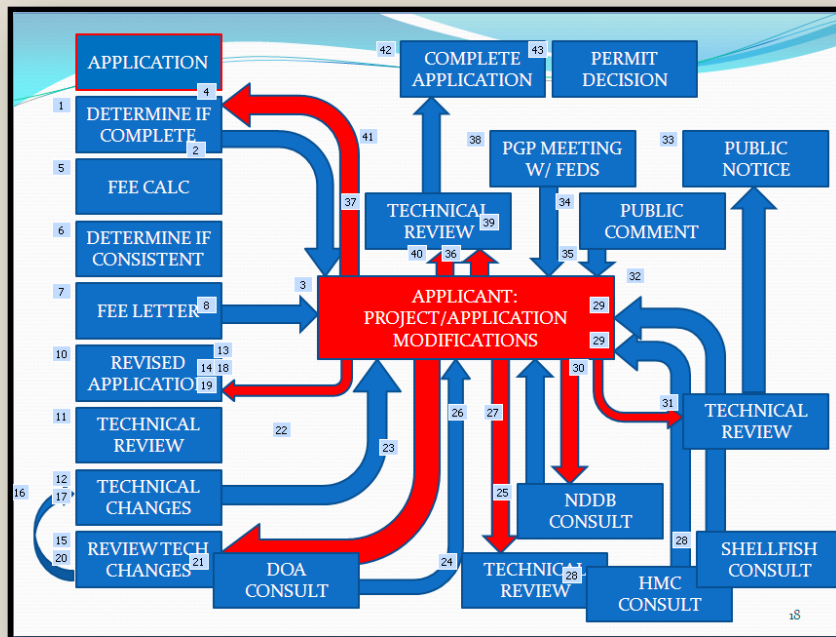 42
COMPLETE
APPLICATION
43
PERMIT
DECISION
APPLICATION
4
1
DETERMINE IF
COMPLETE
2
41
38
PGP MEETING
W/ FEDS
33
PUBLIC
NOTICE
5
FEE CALC
37
TECHNICAL
REVIEW
39
34
PUBLIC
COMMENT
6
DETERMINE IF
CONSISTENT
40
36
35
32
3
APPLICANT:
PROJECT/APPLICATION
MODIFICATIONS
29
29
7
FEE LETTER
8
10
REVISED
APPLICATION
13
14
18
19
30
31
TECHNICAL
REVIEW
11
TECHNICAL
REVIEW
22
23
26
27
12
17
TECHNICAL
CHANGES
16
25
NDDB
CONSULT
15
20
REVIEW TECH
CHANGES
21
DOA
CONSULT
24
TECHNICAL
REVIEW
28
HMC
CONSULT
28
SHELLFISH
CONSULT
18